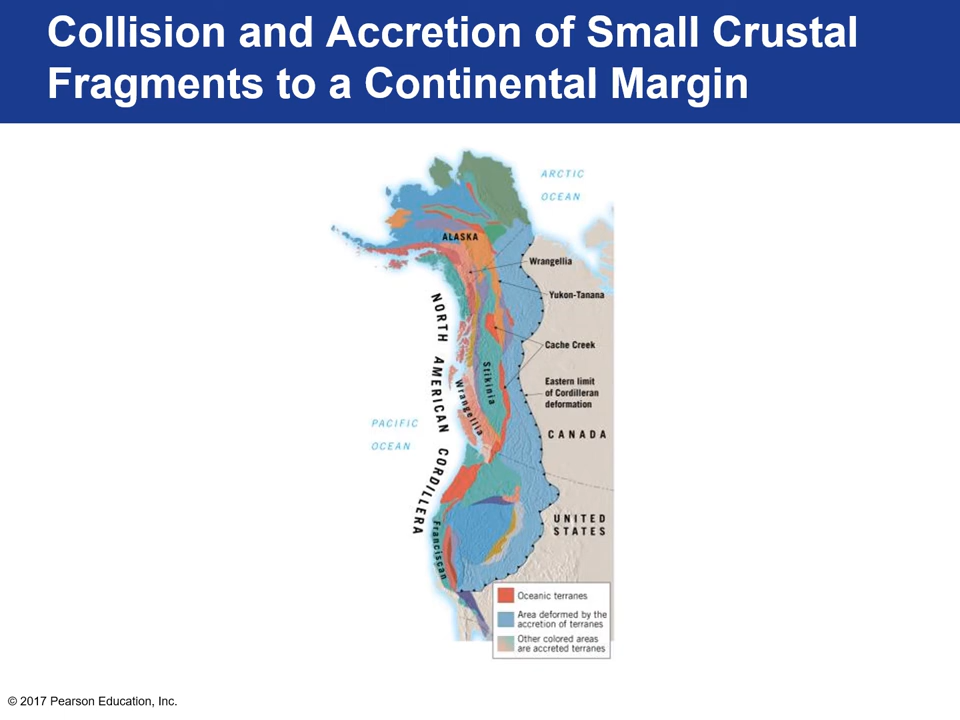 Collision and Accretion of Small Crustal
Fragments to a Continental Margin
ARCTIC
OCEAN
ALASKA
Wrangellia
Yukon-Tanana
NORTH AMERICAN CORDILLERA
Cache Creek
Stikinia
Wrangellia
Eastern limit
of Cordilleran
deformation
PACIFIC
OCEAN
CANADA
UNITED
STATES
Franciscan
Oceanic terranes
Area deformed by the
accretion of terranes
Other colored areas
are accreted terranes
© 2017 Pearson Education, Inc.